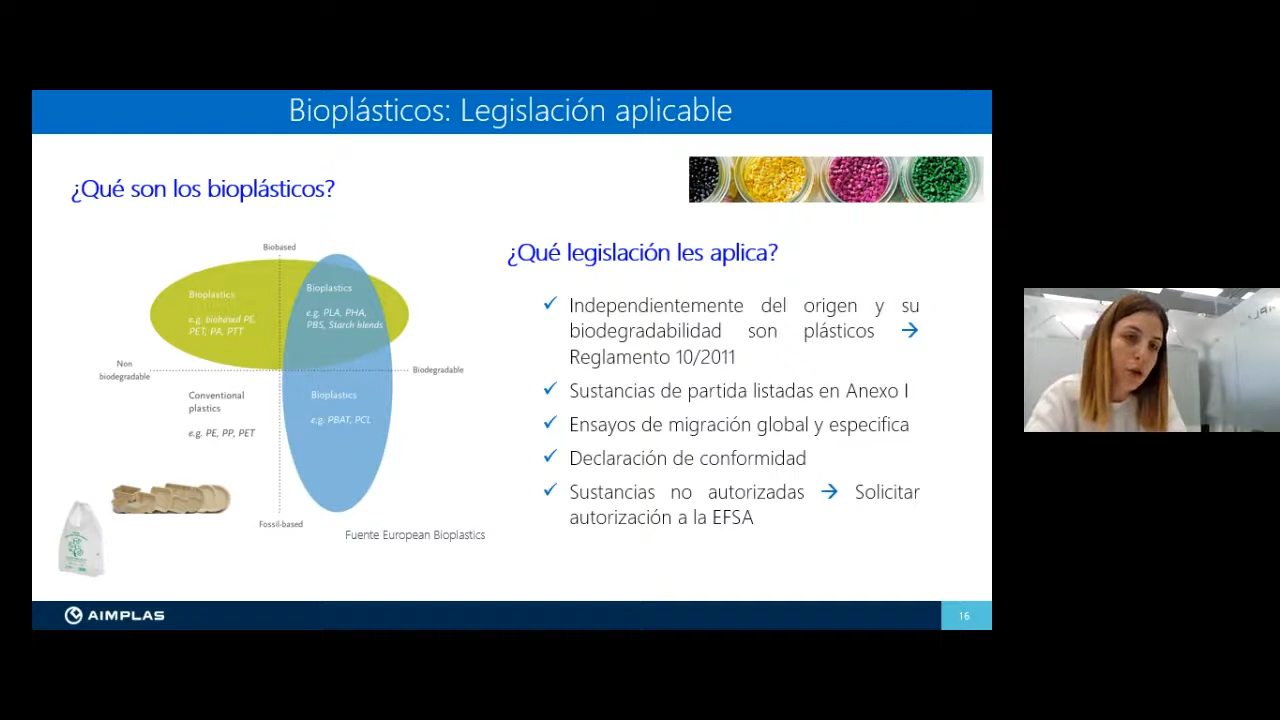 Bioplásticos: Legislación aplicable
¿Qué son los bioplásticos?
Biobased
Bioplastics
e.g. biobased PE,
PET, PA, PTT
Bioplastics
e.g. PLA, PHA,
PBS, Starch blends
Non
biodegradable
Biodegradable
Conventional
plastics
e.g. PE, PP, PET
Bioplastics
e.g. PBAT, PCL
Fossil-based
Fuente European Bioplastics
¿Qué legislación les aplica?
✓ Independientemente del origen y su
biodegradabilidad son plásticos →
Reglamento 10/2011
✓ Sustancias de partida listadas en Anexo I
✓ Ensayos de migración global y especifica
✓ Declaración de conformidad
✓ Sustancias no autorizadas → Solicitar
autorización a la EFSA
AIMPLAS
16